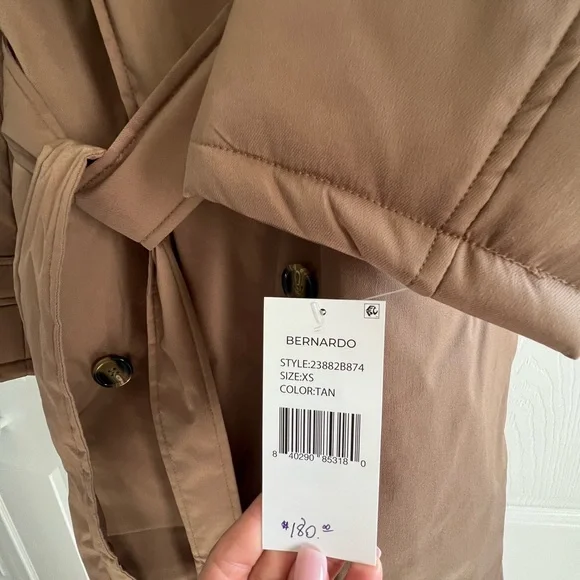 BERNARDO
STYLE:23882B874
SIZE:XS
COLOR:TAN
8 40290 85318 0
$180.00